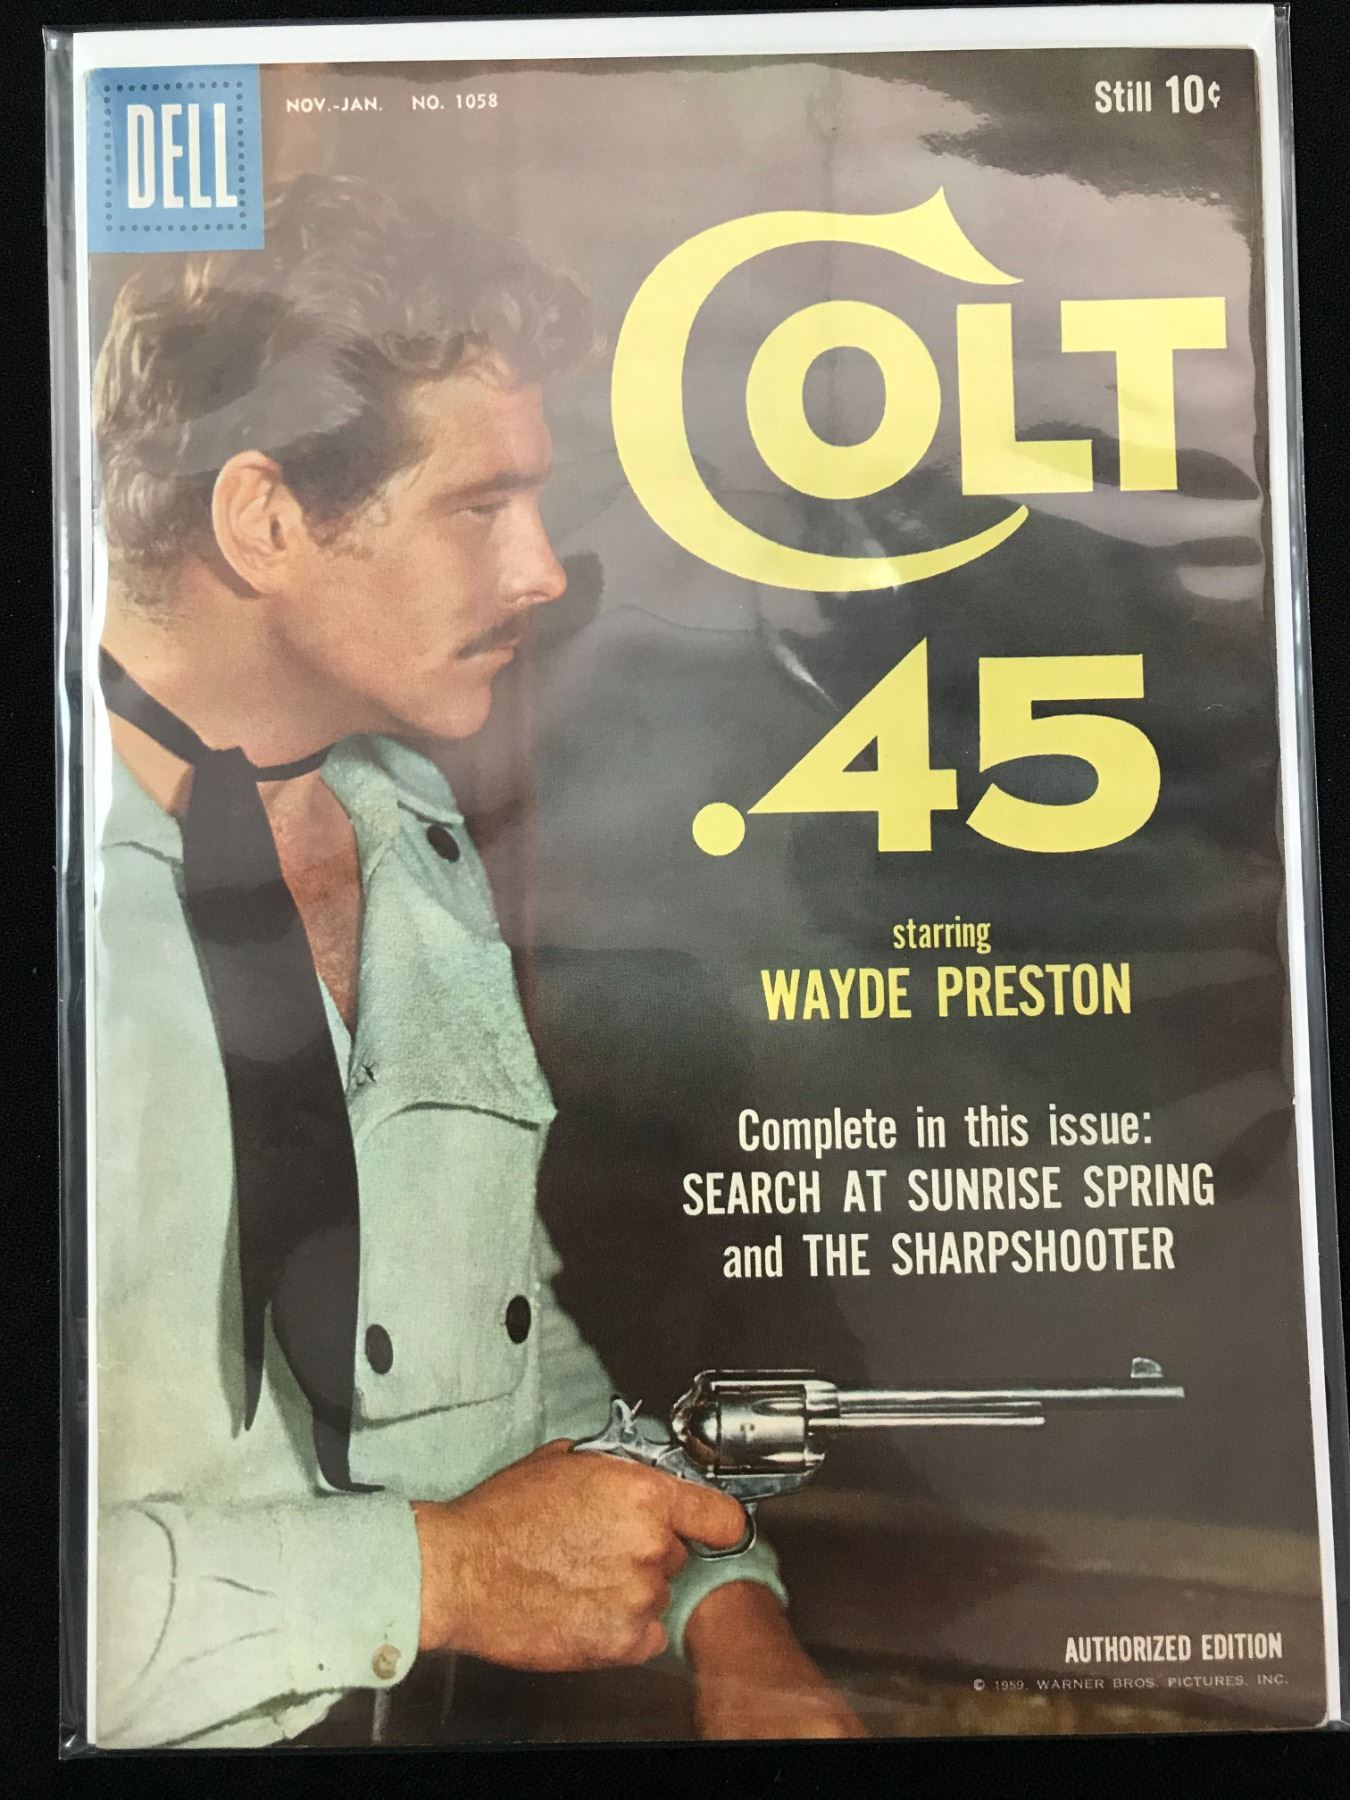 DELL
NOV.-JAN. NO. 1058
Still 10¢
COLT
.45
starring
WAYDE PRESTON
Complete in this issue:
SEARCH AT SUNRISE SPRING
and THE SHARPSHOOTER
AUTHORIZED EDITION
© 1959, WARNER BROS. PICTURES, INC.